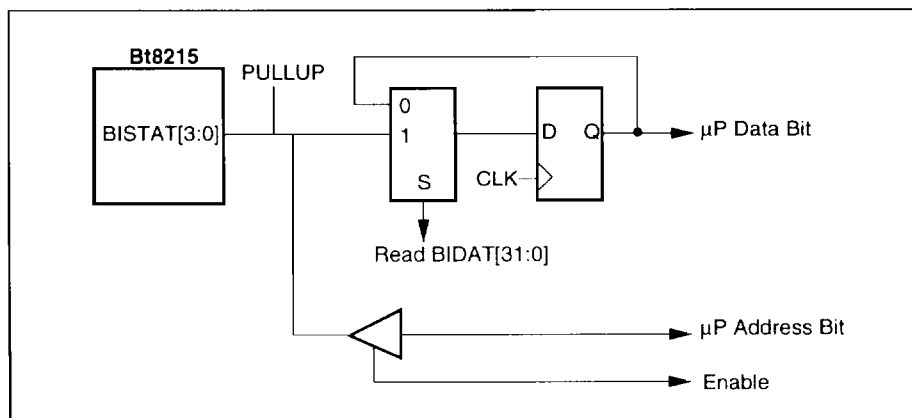 Bt8215
PULLUP
BISTAT[3:0]
0
1
S
D Q
CLK
µP Data Bit
Read BIDAT[31:0]
µP Address Bit
Enable